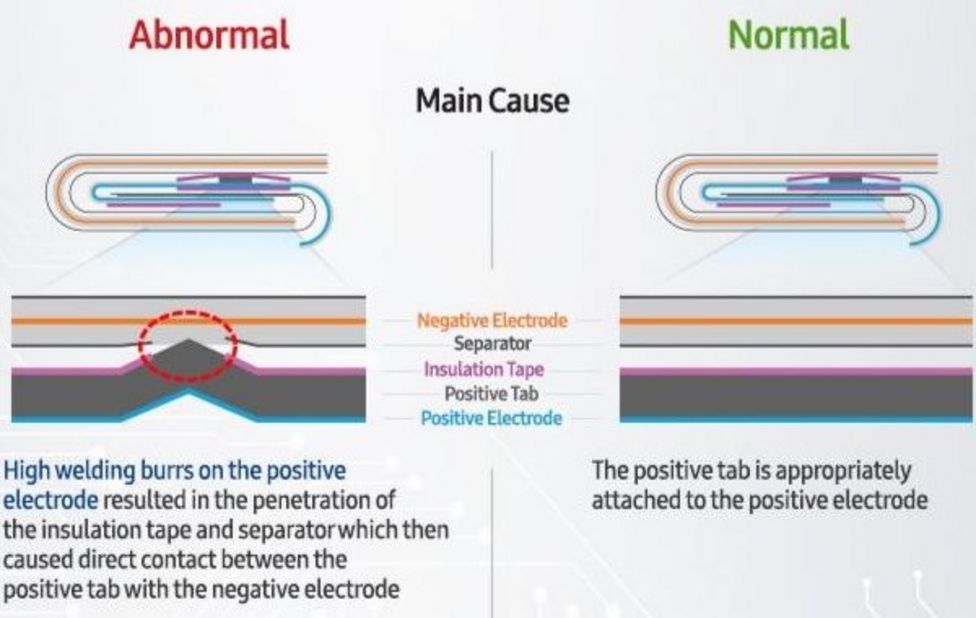 Abnormal
Normal
Main Cause
Negative Electrode
Separator
Insulation Tape
Positive Tab
Positive Electrode
High welding burrs on the positive
electrode resulted in the penetration of
the insulation tape and separator which then
caused direct contact between the
positive tab with the negative electrode
The positive tab is appropriately
attached to the positive electrode